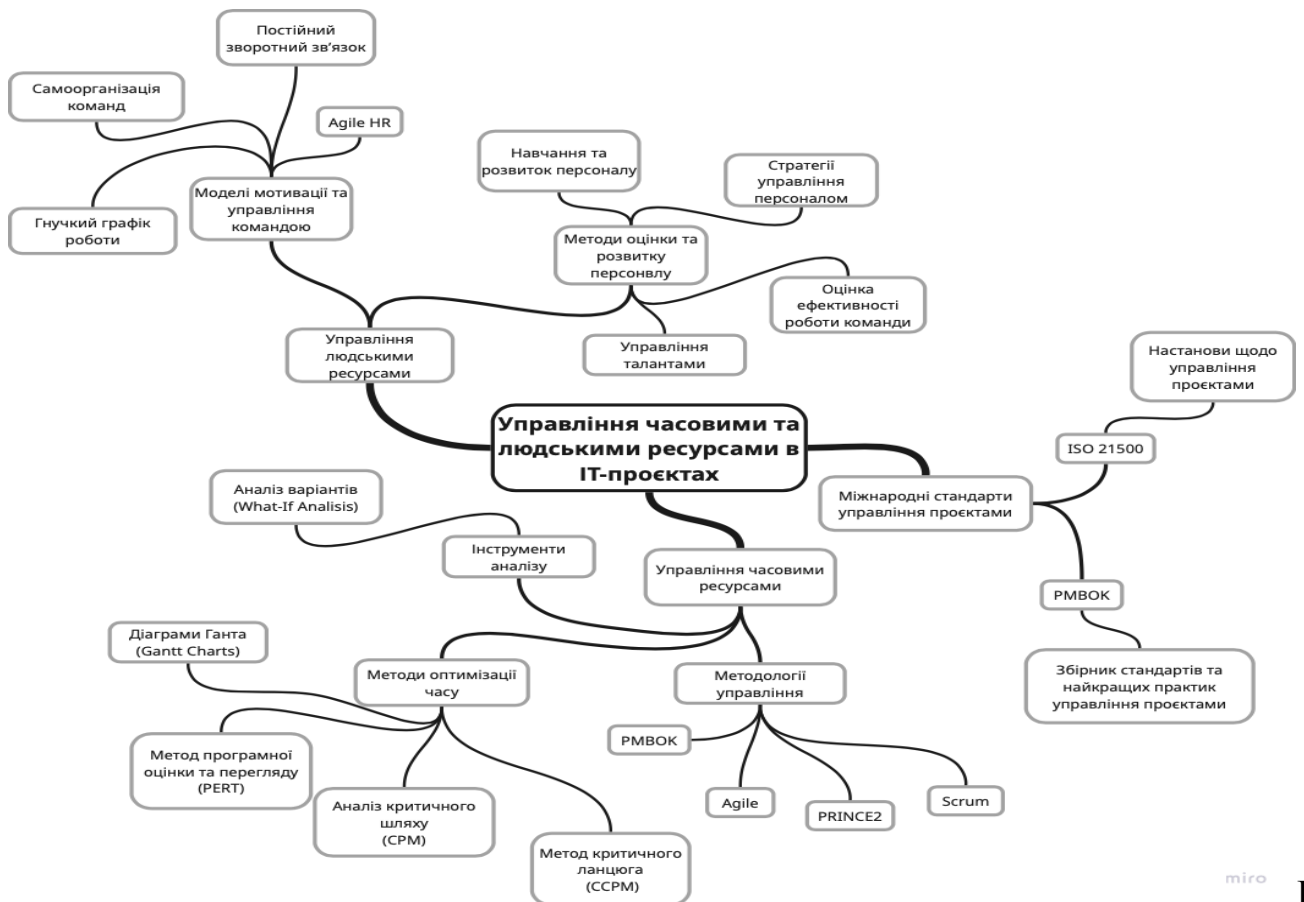 Постійний
зворотний зв’язок
Самоорганізація
команд
Agile HR
Гнучкий графік
роботи
Моделі мотивації та
управління
командою
Навчання та
розвиток персоналу
Стратегії
управління
персоналом
Методи оцінки та
розвитку
персонвлу
Оцінка
ефективності
роботи команди
Управління
талантами
Управління
людськими
ресурсами
Управління часовими та
людськими ресурсами в
ІТ-проєктах
Настанови щодо
управління
проєктами
ISO 21500
Міжнародні стандарти
управління проєктами
PMBOK
Збірник стандартів та
найкращих практик
управління проєктами
Аналіз варіантів
(What-If Analisis)
Інструменти
аналізу
Управління часовими
ресурсами
Діаграми Ганта
(Gantt Charts)
Методи оптимізації
часу
Методології
управління
Метод програмної
оцінки та перегляду
(PERT)
Аналіз критичного
шляху
(CPM)
Метод критичного
ланцюга
(CCPM)
PMBOK
Agile
PRINCE2
Scrum
miro